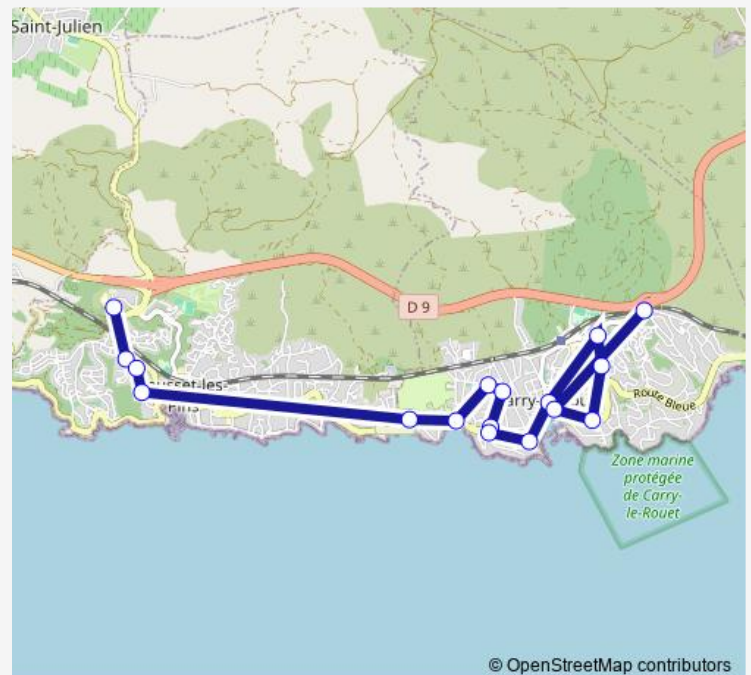 Saint-Julien
D 9
Route Bleue
Zone marine
protégée
de Carry-
le-Rouet
© OpenStreetMap contributors